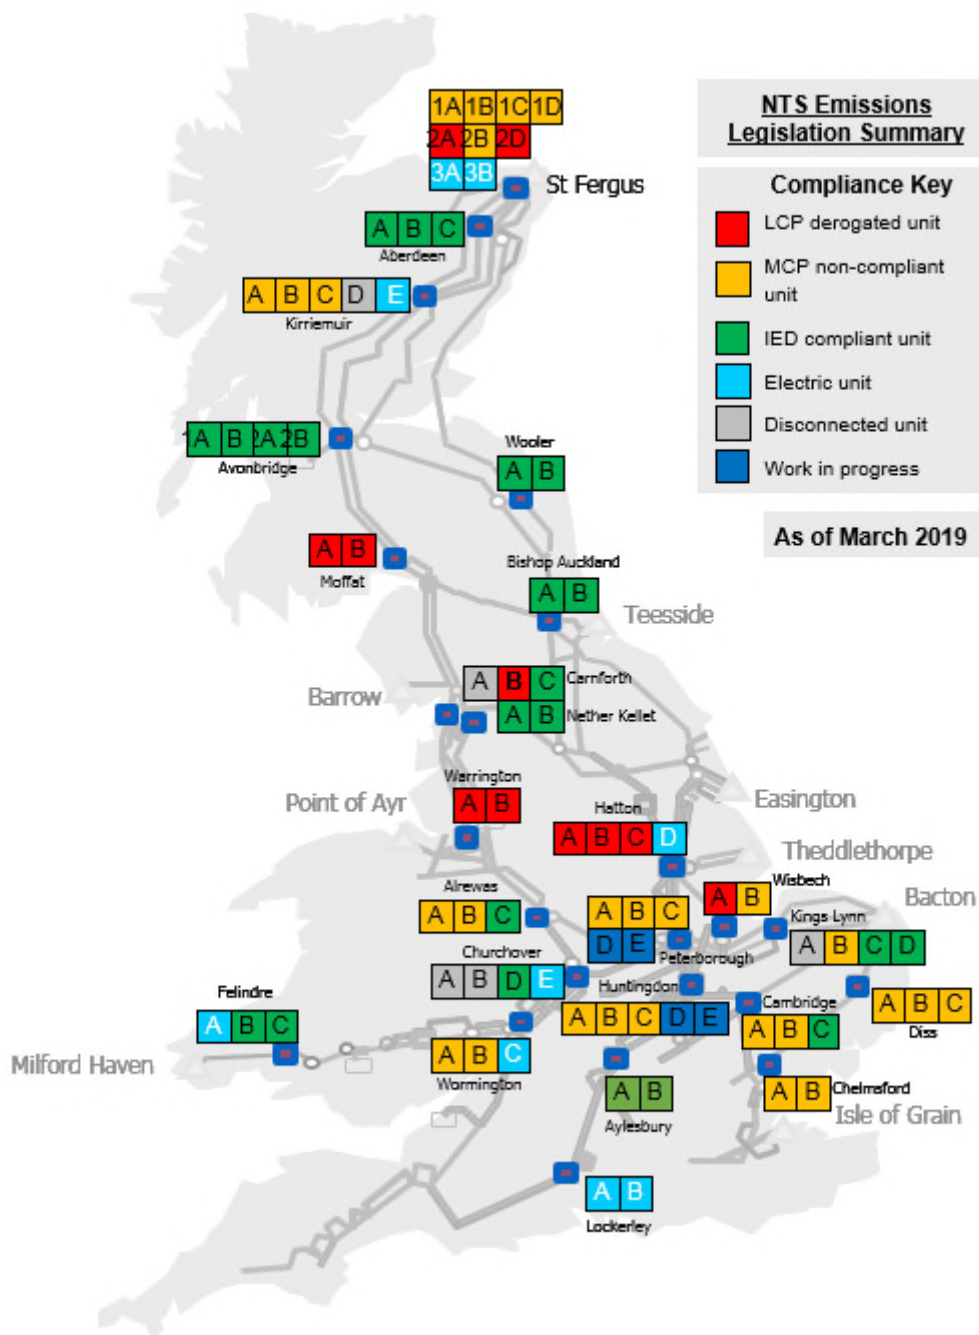 NTS Emissions
Legislation Summary
Compliance Key
LCP derogated unit
MCP non-compliant
unit
IED compliant unit
Electric unit
Disconnected unit
Work in progress
As of March 2019
1A 1B 1C 1D
2A 2B 2D
3A 3B
St Fergus
A B C
Aberdeen
A B C D E
Kirriemuir
1A B 2A 2B
Avonbridge
Wooler
A B
A B
Moffat
Bishop Auckland
A B
Teesside
A B C Carnforth
Barrow
A B Nether Kellet
Warrington
Point of Ayr
A B
Hatton
A B C D
Easington
Theddlethorpe
Wisbech
A B
Bacton
Kings Lynn
A B C D
Alrewas
A B C
A B C
D E
Peterborough
Churchover
A B D E
Huntingdon
A B C D E
Cambridge
A B C
A B C
Diss
Felindre
A B C
Milford Haven
A B C
Wormington
A B
Aylesbury
A B Chelmsford
Isle of Grain
A B
Lockerley